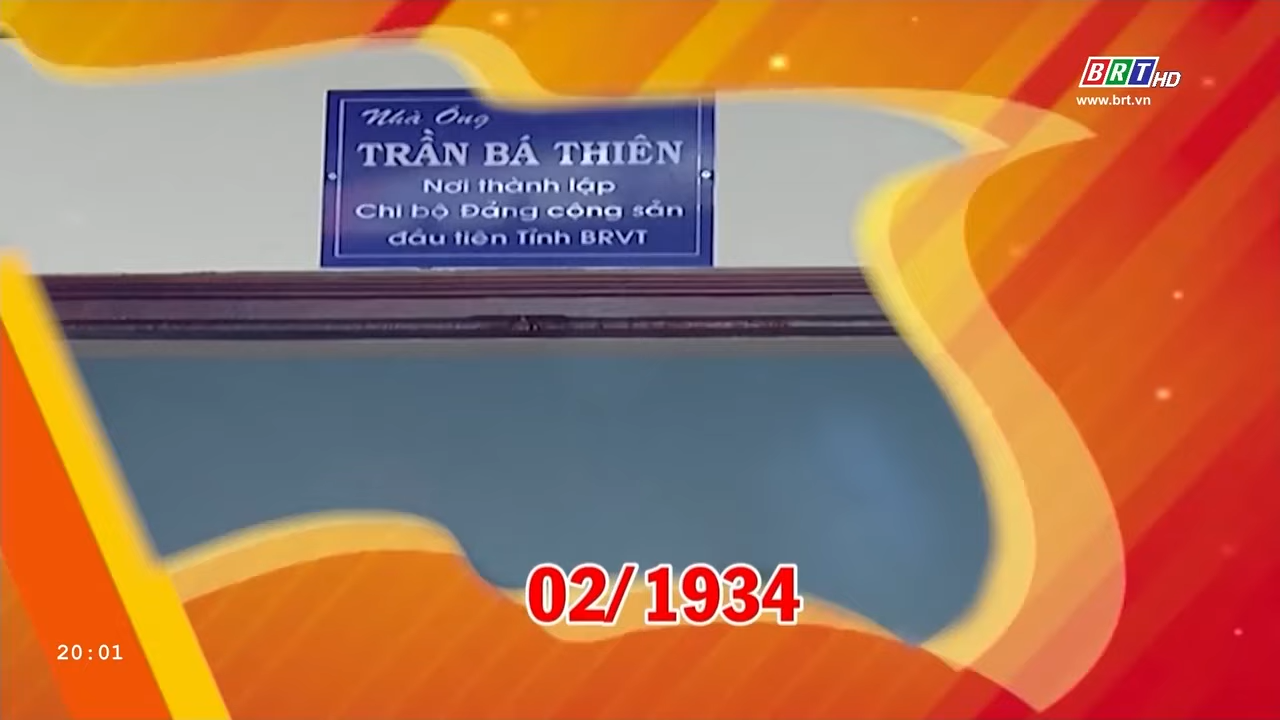 BRT HD
www.brt.vn
Nhà Ông
TRẦN BÁ THIÊN
Nơi thành lập
Chi bộ Đảng cộng sản
đầu tiên Tỉnh BRVT
02/1934
20:01